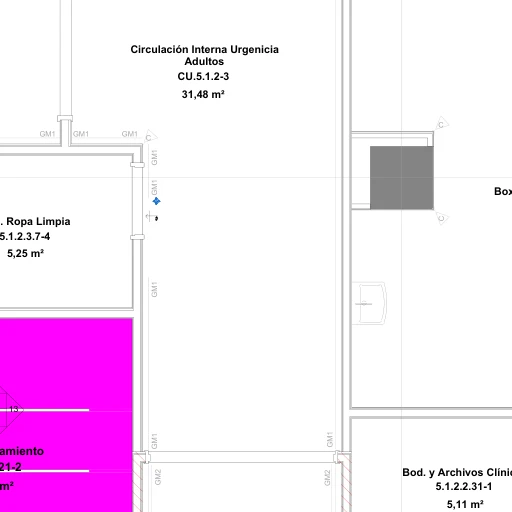 Circulación Interna Urgenicia
Adultos
CU.5.1.2-3
31,48 m²
GM1
GM1
GM1
C
GM1
GM1
C
Box
. Ropa Limpia
5.1.2.3.7-4
5,25 m²
C
GM1
13
GM1
GM1
amiento
21-2
m²
GM2
GM2
Bod. y Archivos Clínic
5.1.2.2.31-1
5,11 m²